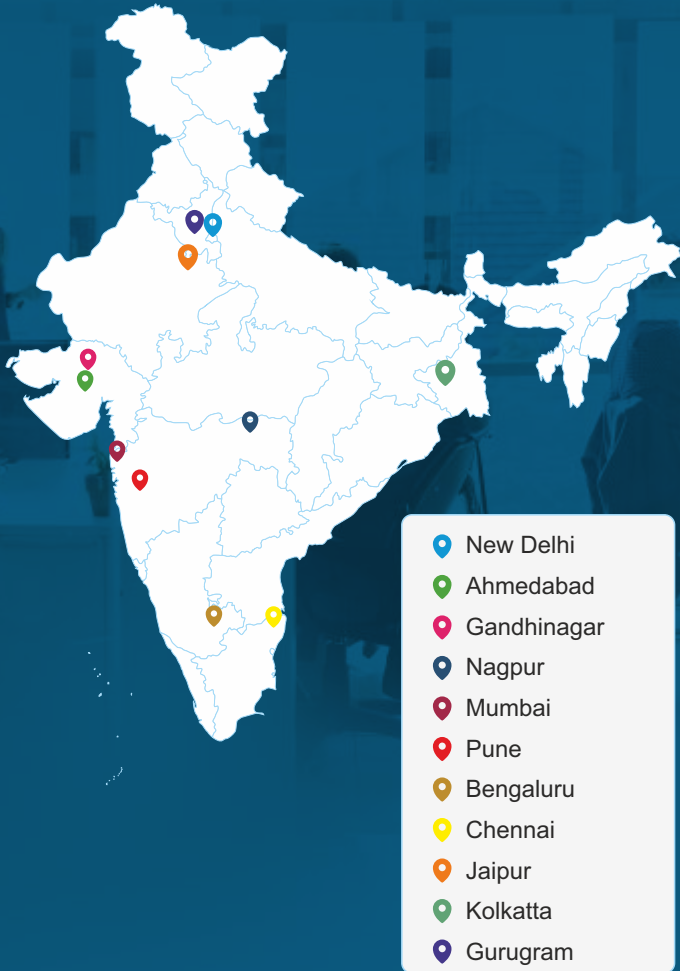 New Delhi
Ahmedabad
Gandhinagar
Nagpur
Mumbai
Pune
Bengaluru
Chennai
Jaipur
Kolkatta
Gurugram